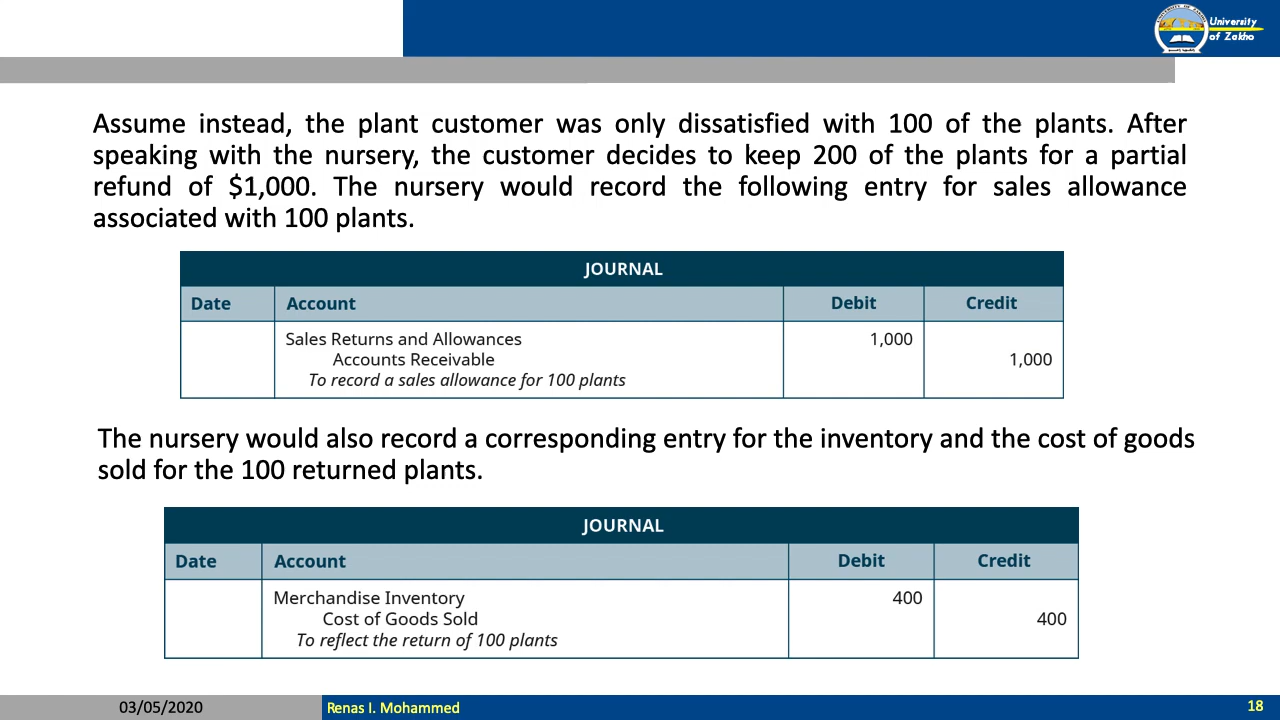 University
of Zakho
Assume instead, the plant customer was only dissatisfied with 100 of the plants. After
speaking with the nursery, the customer decides to keep 200 of the plants for a partial
refund of $1,000. The nursery would record the following entry for sales allowance
associated with 100 plants.
JOURNAL
Date Account Debit Credit
Sales Returns and Allowances 1,000
Accounts Receivable 1,000
To record a sales allowance for 100 plants
The nursery would also record a corresponding entry for the inventory and the cost of goods
sold for the 100 returned plants.
JOURNAL
Date Account Debit Credit
Merchandise Inventory 400
Cost of Goods Sold 400
To reflect the return of 100 plants
03/05/2020 Renas I. Mohammed 18